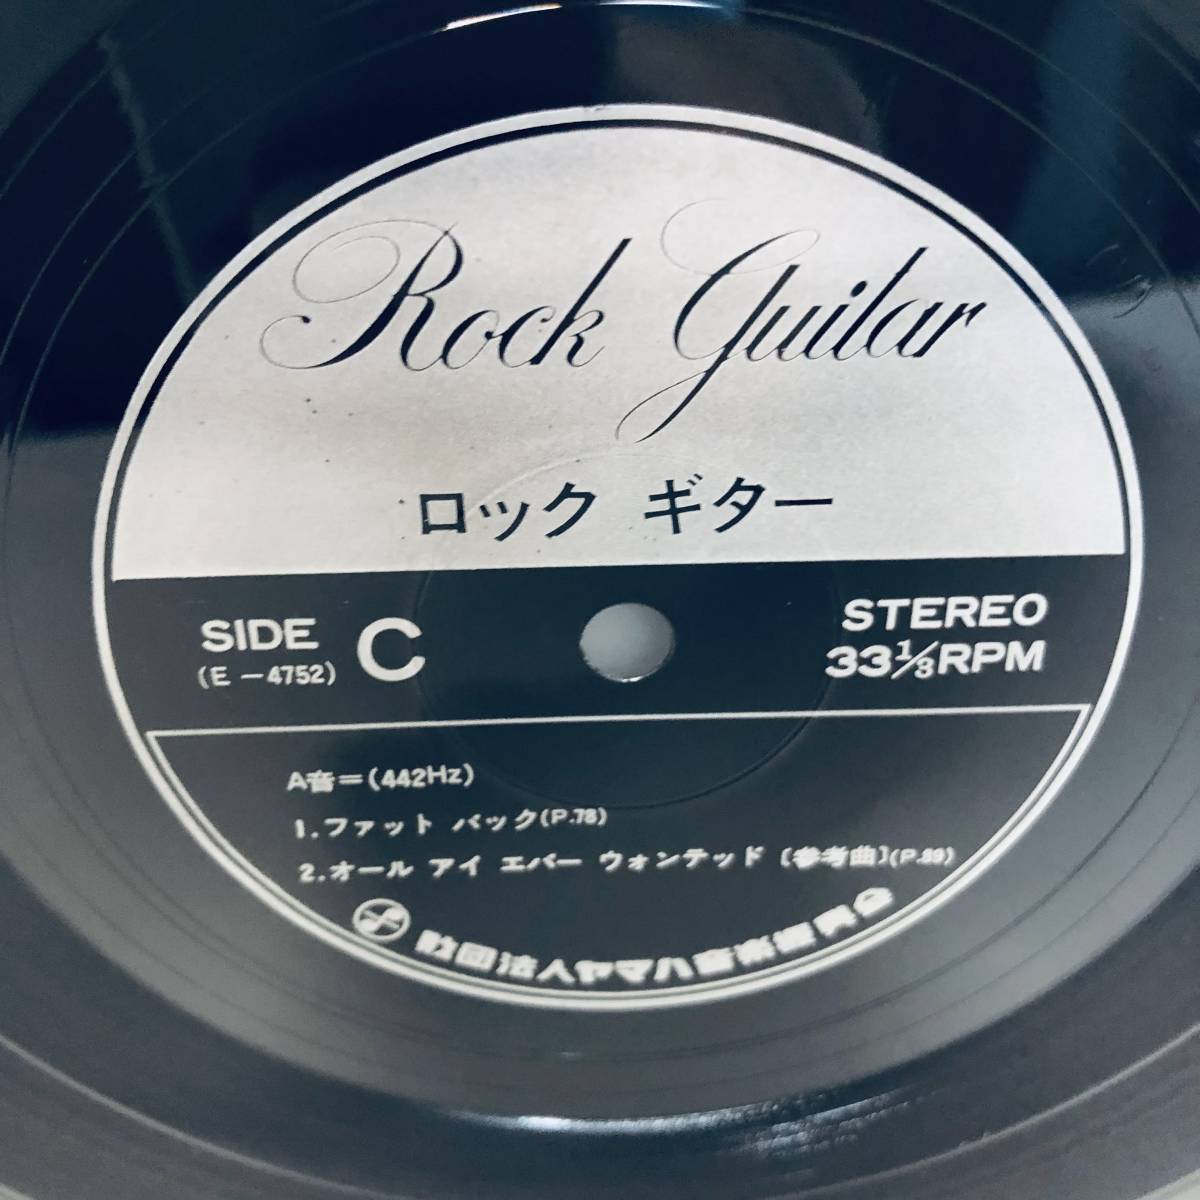 Rock Guitar
ロック ギター
SIDE C
(E-4752)
STEREO
33⅓RPM
A音=(442Hz)
1.ファット バック(P.78)
2.オール アイ エバー ウォンテッド〔参考曲〕(P.89)
財団法人ヤマハ音楽振興会